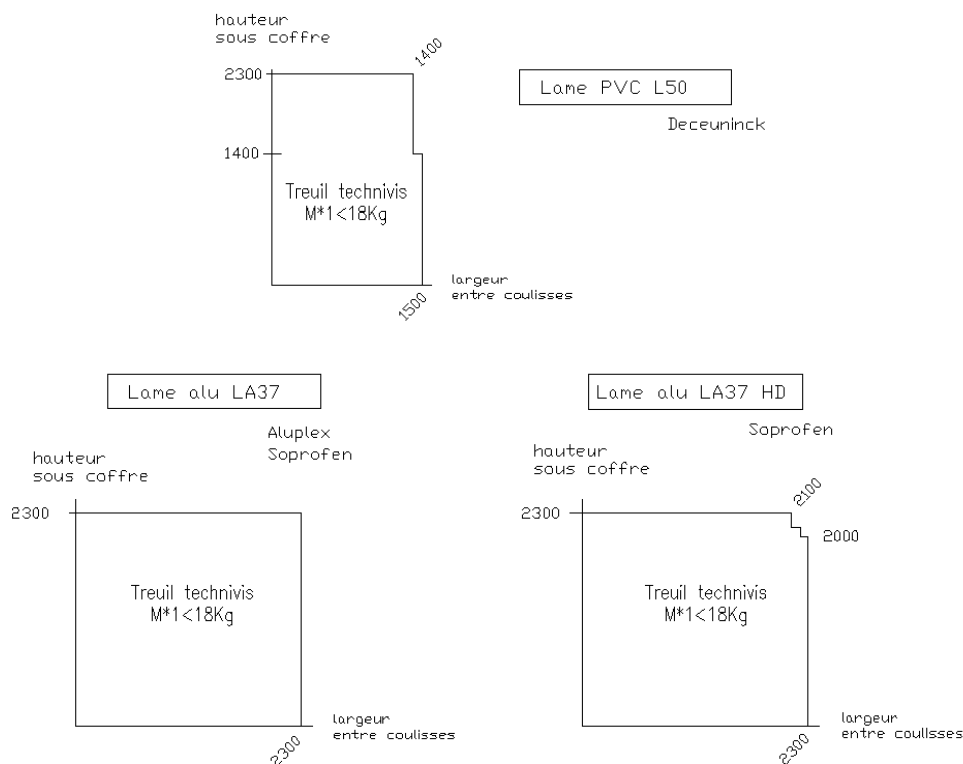 hauteur
sous coffre
1400
2300
Lame PVC L50
Deceuninck
1400
Treuil technivis
M*1<18Kg
largeur
entre coulisses
1500
Lame alu LA37
Aluplex
Soprofen
hauteur
sous coffre
2300
Treuil technivis
M*1<18Kg
largeur
entre coulisses
2300
Lame alu LA37 HD
Soprofen
hauteur
sous coffre
2100
2300
2000
Treuil technivis
M*1<18Kg
largeur
entre coulisses
2300